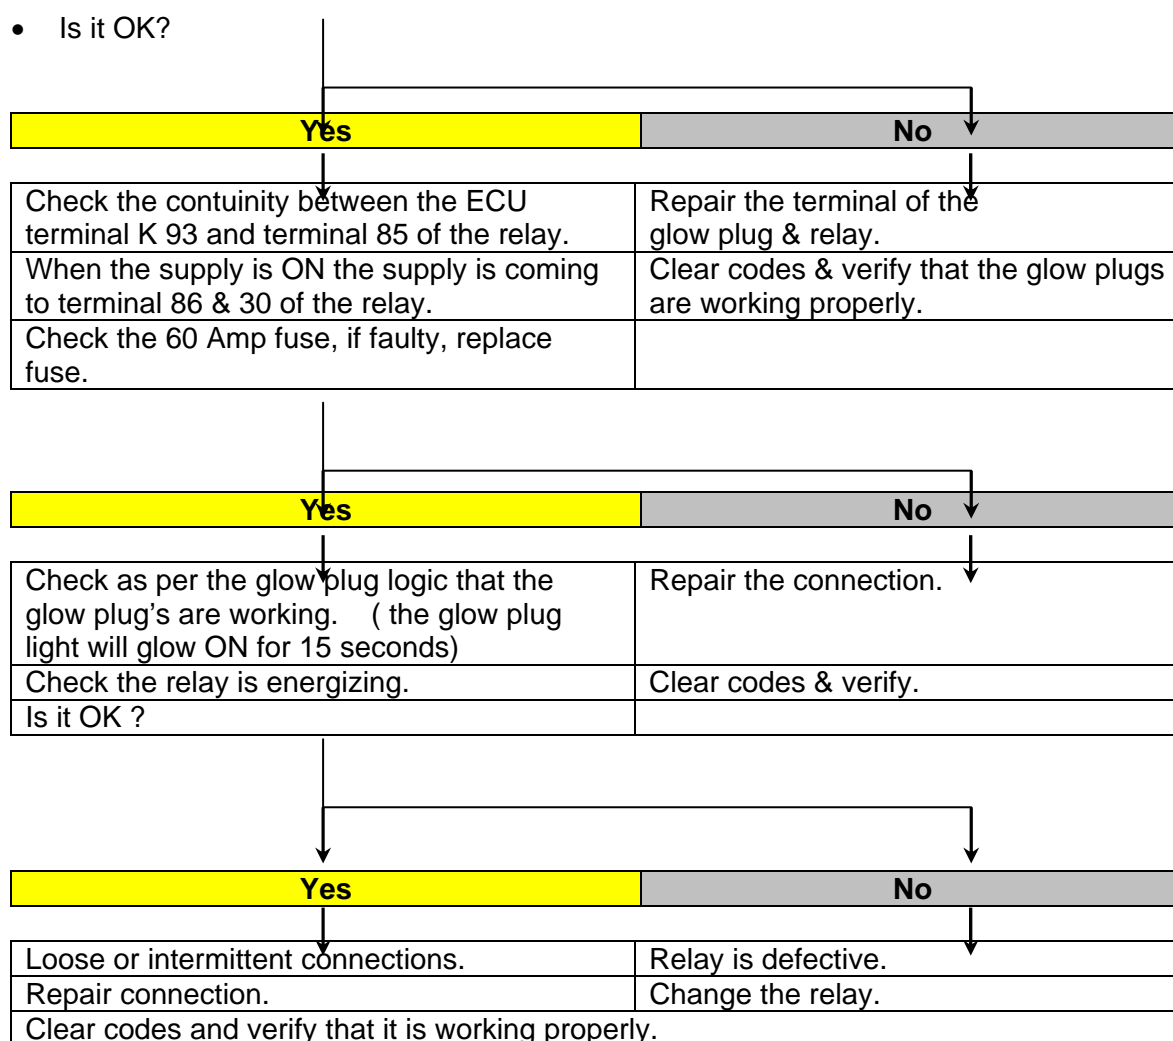 • Is it OK?
Yes
No
Check the contuinity between the ECU
terminal K 93 and terminal 85 of the relay.
Repair the terminal of the
glow plug & relay.
When the supply is ON the supply is coming
to terminal 86 & 30 of the relay.
Clear codes & verify that the glow plugs
are working properly.
Check the 60 Amp fuse, if faulty, replace
fuse.
Yes
No
Check as per the glow plug logic that the
glow plug’s are working. ( the glow plug
light will glow ON for 15 seconds)
Repair the connection.
Check the relay is energizing.
Clear codes & verify.
Is it OK ?
Yes
No
Loose or intermittent connections.
Relay is defective.
Repair connection.
Change the relay.
Clear codes and verify that it is working properly.